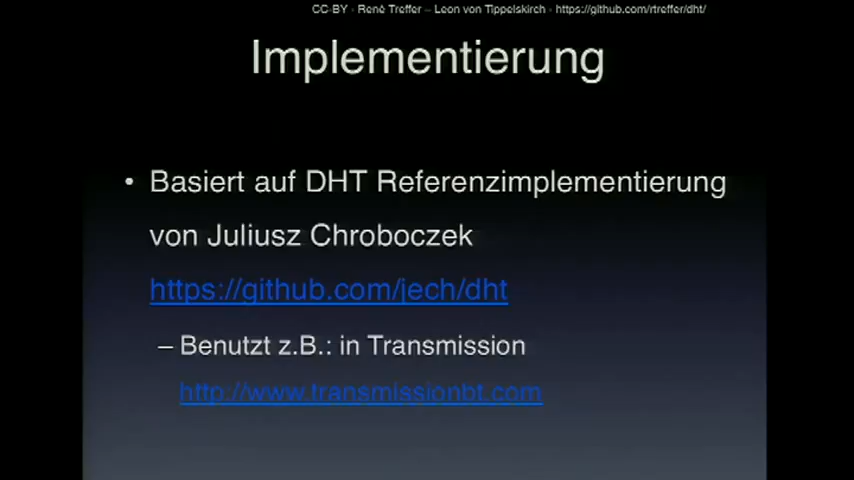 CC-BY - René Treffer – Leon von Tippelskirch - https://github.com/rtreffer/dht/
Implementierung
• Basiert auf DHT Referenzimplementierung
von Juliusz Chroboczek
https://github.com/jech/dht
– Benutzt z.B.: in Transmission
http://www.transmissionbt.com